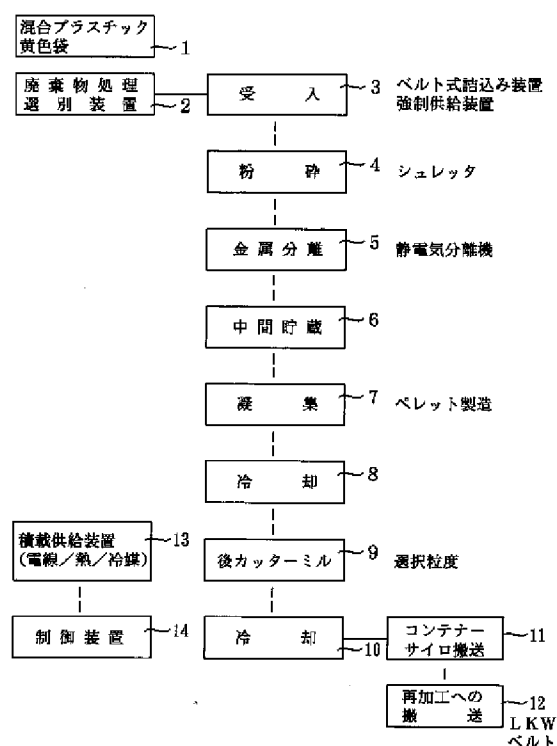 混合プラスチック
黄色袋
1
廃棄物処理
選別装置
2
受入
3
ベルト式詰込み装置
強制供給装置
粉砕
4
シュレッタ
金属分離
5
静電気分離機
中間貯蔵
6
凝集
7
ペレット製造
冷却
8
積載供給装置
(電線／熱／冷媒)
13
後カッターミル
9
選択粒度
制御装置
14
冷却
10
コンテナー
サイロ搬送
11
再加工への
搬送
12
LKW
ベルト